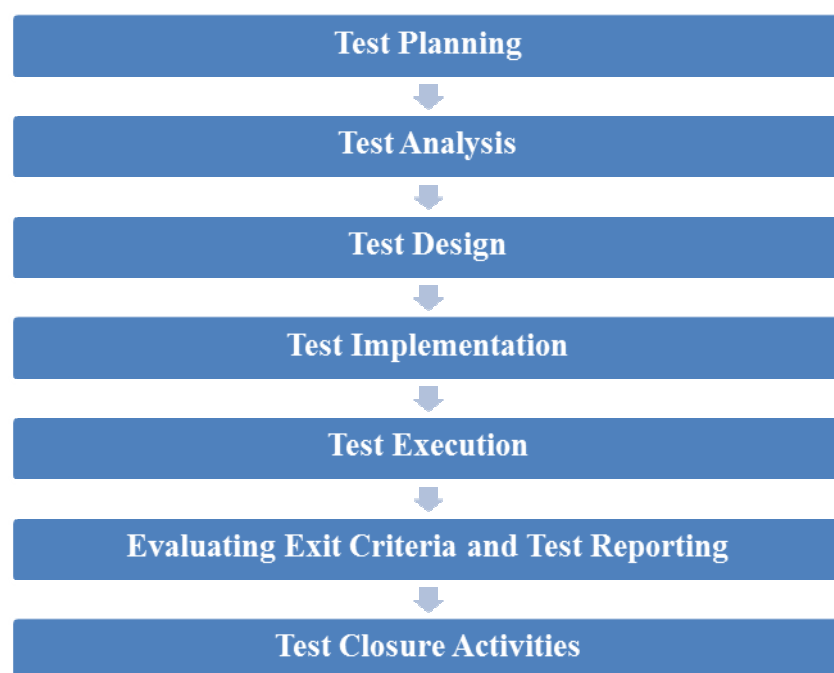 Test Planning
Test Analysis
Test Design
Test Implementation
Test Execution
Evaluating Exit Criteria and Test Reporting
Test Closure Activities